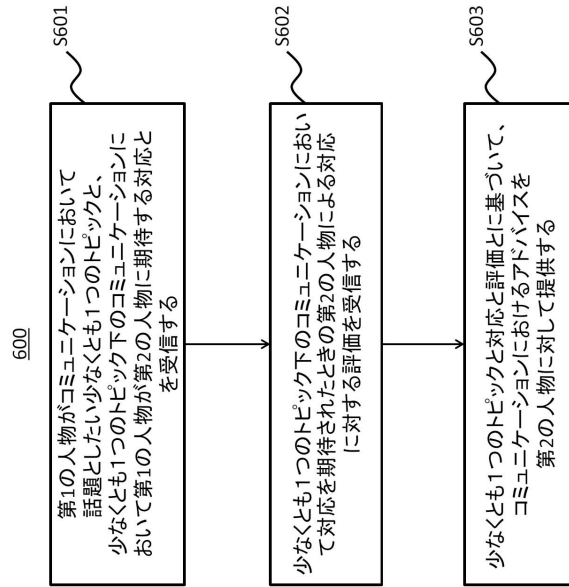 600
第1の人物がコミュニケーションにおいて
話題としたい少なくとも1つのトピックと、
少なくとも1つのトピック下のコミュニケーションに
おいて第1の人物が第2の人物に期待する対応と
を受信する
S601
少なくとも1つのトピック下のコミュニケーションにおい
て対応を期待されたときの第2の人物による対応
に対する評価を受信する
S602
少なくとも1つのトピックと対応と評価とに基づいて、
コミュニケーションにおけるアドバイスを
第2の人物に対して提供する
S603